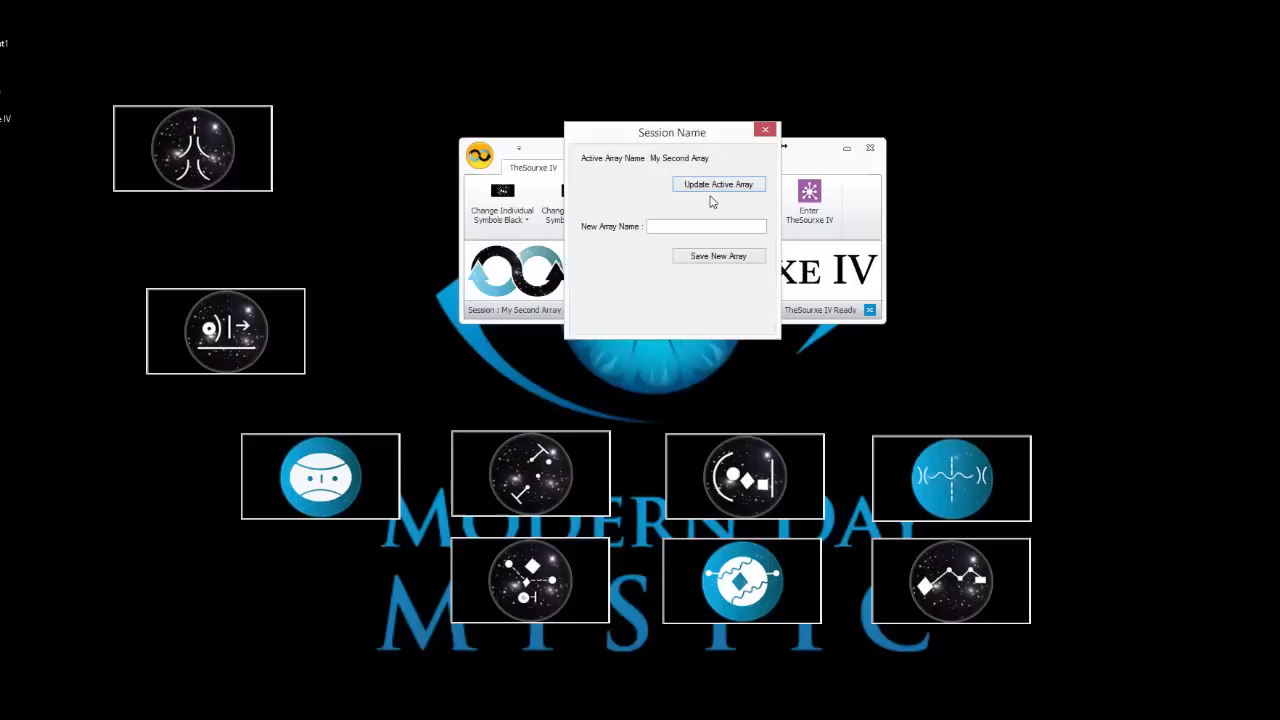 nt1
e IV
Session Name
Active Array Name My Second Array
Update Active Array
New Array Name :
Save New Array
TheSourxe IV
Change Individual
Symbols Black
Enter
TheSourxe IV
XE IV
Session : My Second Array
TheSourxe IV Ready
MODERN DAY
MYSTIC